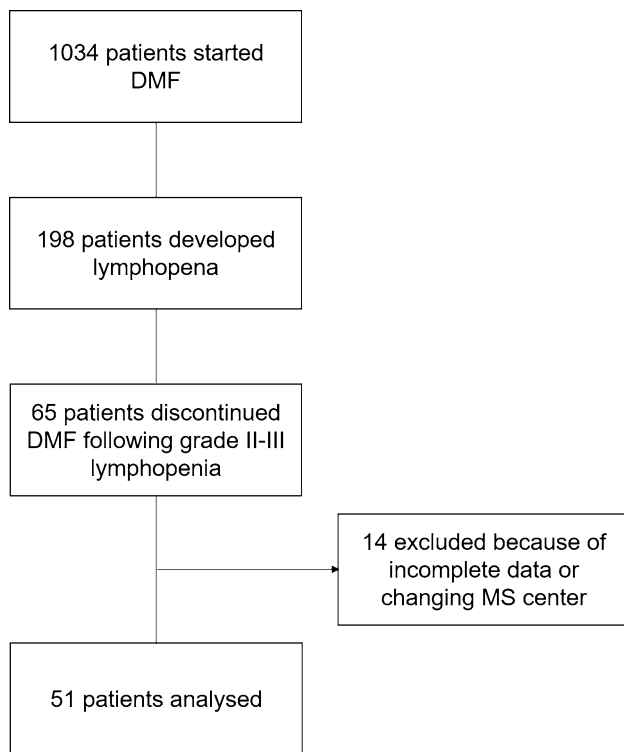 1034 patients started
DMF
198 patients developed
lymphopena
65 patients discontinued
DMF following grade II-III
lymphopenia
14 excluded because of
incomplete data or
changing MS center
51 patients analysed